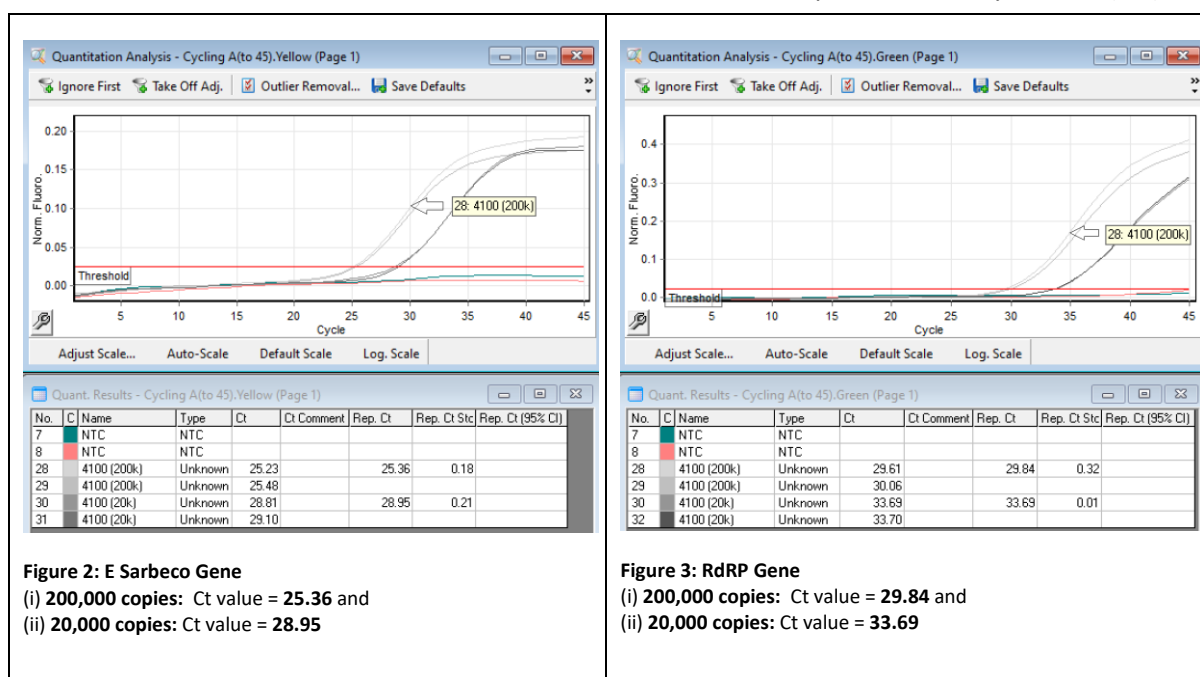 Quantitation Analysis - Cycling A(to 45).Yellow (Page 1)
Ignore First Take Off Adj. Outlier Removal... Save Defaults »
0.20
0.15
0.10
0.05
0.00
Norm. Fluoro.
28: 4100 (200k)
Threshold
5 10 15 20 25 30 35 40 45
Cycle
Adjust Scale... Auto-Scale Default Scale Log. Scale
Quant. Results - Cycling A(to 45).Yellow (Page 1)
No. C Name Type Ct Ct Comment Rep. Ct Rep. Ct Stc Rep. Ct (95% CI)
7 NTC NTC
8 NTC NTC
28 4100 (200k) Unknown 25.23 25.36 0.18
29 4100 (200k) Unknown 25.48
30 4100 (20k) Unknown 28.81 28.95 0.21
31 4100 (20k) Unknown 29.10
Figure 2: E Sarbeco Gene
(i) 200,000 copies: Ct value = 25.36 and
(ii) 20,000 copies: Ct value = 28.95
Quantitation Analysis - Cycling A(to 45).Green (Page 1)
Ignore First Take Off Adj. Outlier Removal... Save Defaults »
0.4
0.3
0.2
0.1
0.0
Norm. Fluoro.
28: 4100 (200k)
Threshold
5 10 15 20 25 30 35 40 45
Cycle
Adjust Scale... Auto-Scale Default Scale Log. Scale
Quant. Results - Cycling A(to 45).Green (Page 1)
No. C Name Type Ct Ct Comment Rep. Ct Rep. Ct Stc Rep. Ct (95% CI)
7 NTC NTC
8 NTC NTC
28 4100 (200k) Unknown 29.61 29.84 0.32
29 4100 (200k) Unknown 30.06
30 4100 (20k) Unknown 33.69 33.69 0.01
32 4100 (20k) Unknown 33.70
Figure 3: RdRP Gene
(i) 200,000 copies: Ct value = 29.84 and
(ii) 20,000 copies: Ct value = 33.69